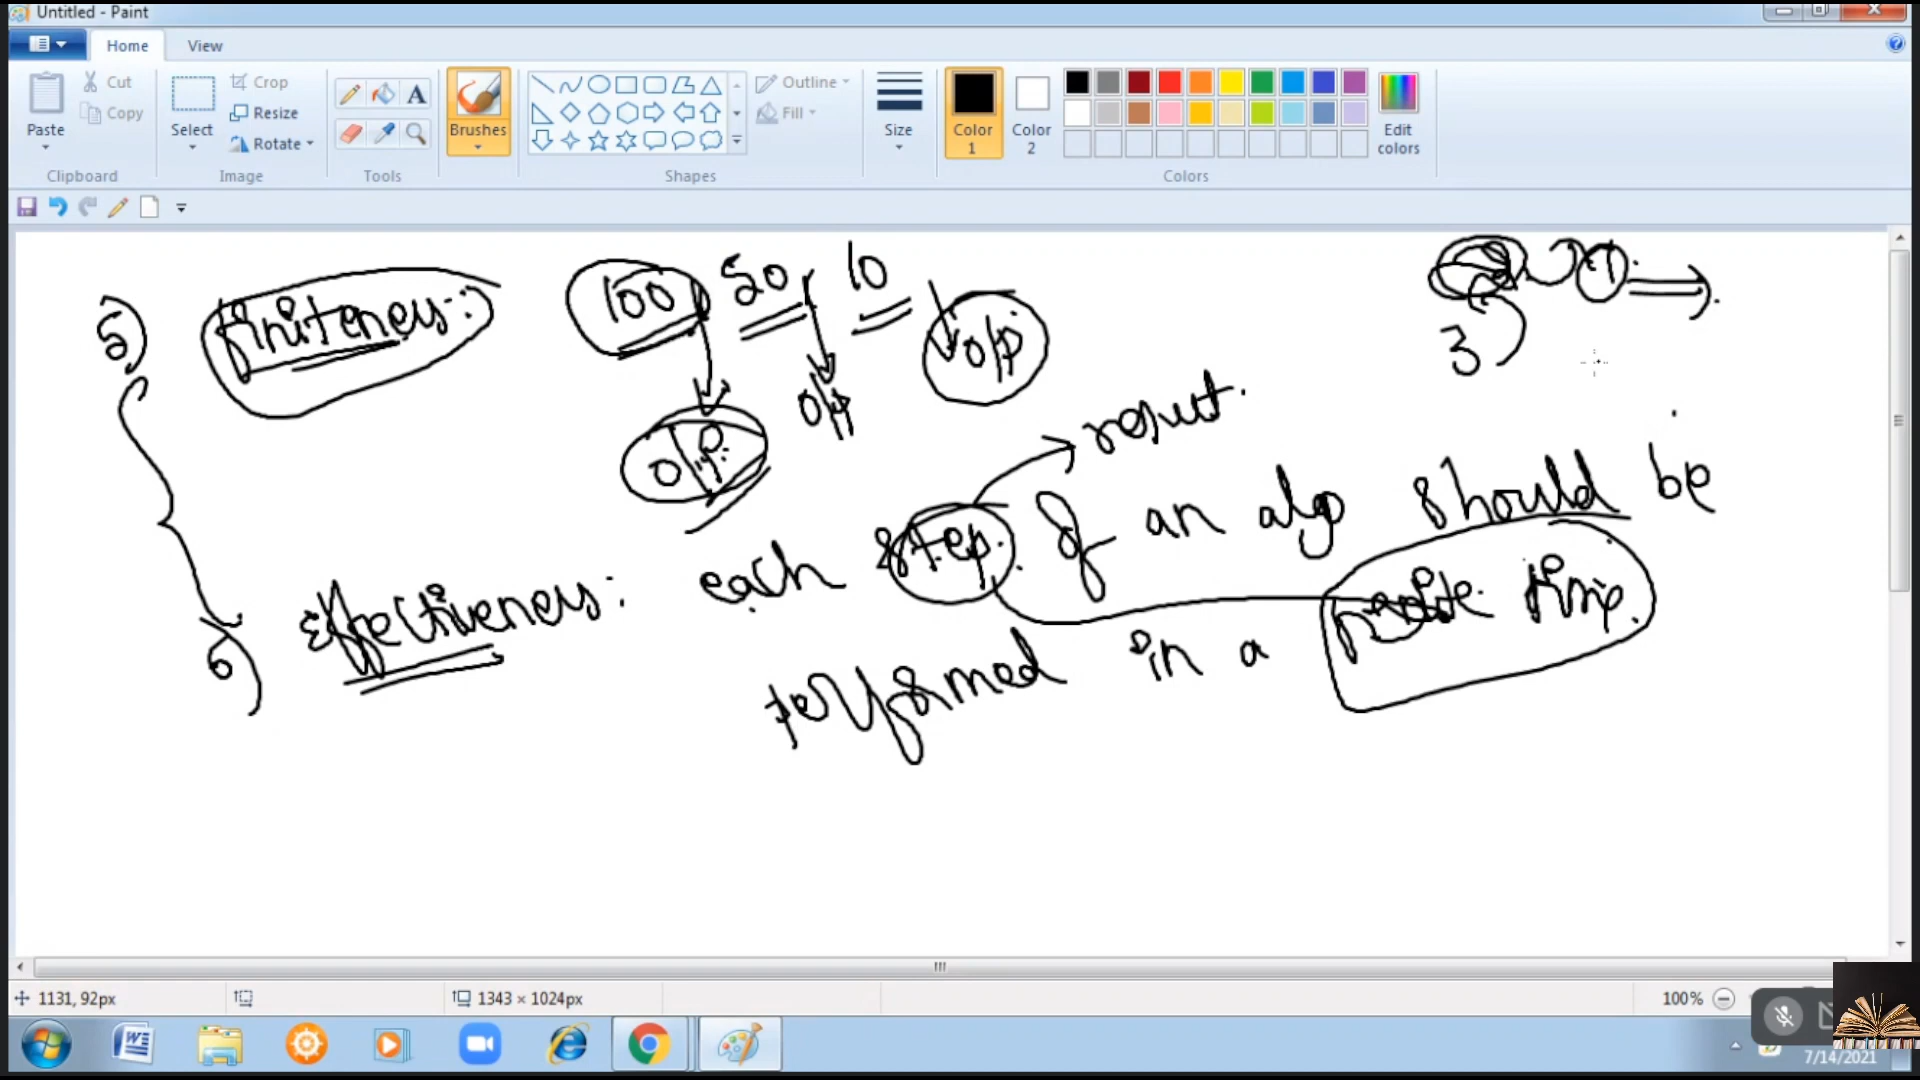 Untitled - Paint
Home View
Paste
Cut
Copy
Clipboard
Select
Crop
Resize
Rotate
Image
Tools
Brushes
Shapes
Outline
Fill
Size
Color 1
Color 2
Edit colors
Colors
5) finiteness: 100 50 10
o/p o/p o/p
3)
result.
6) Effectiveness: each step of an algo should be
performed in a time.
1131, 92px
1343 × 1024px
100%
7/14/2021